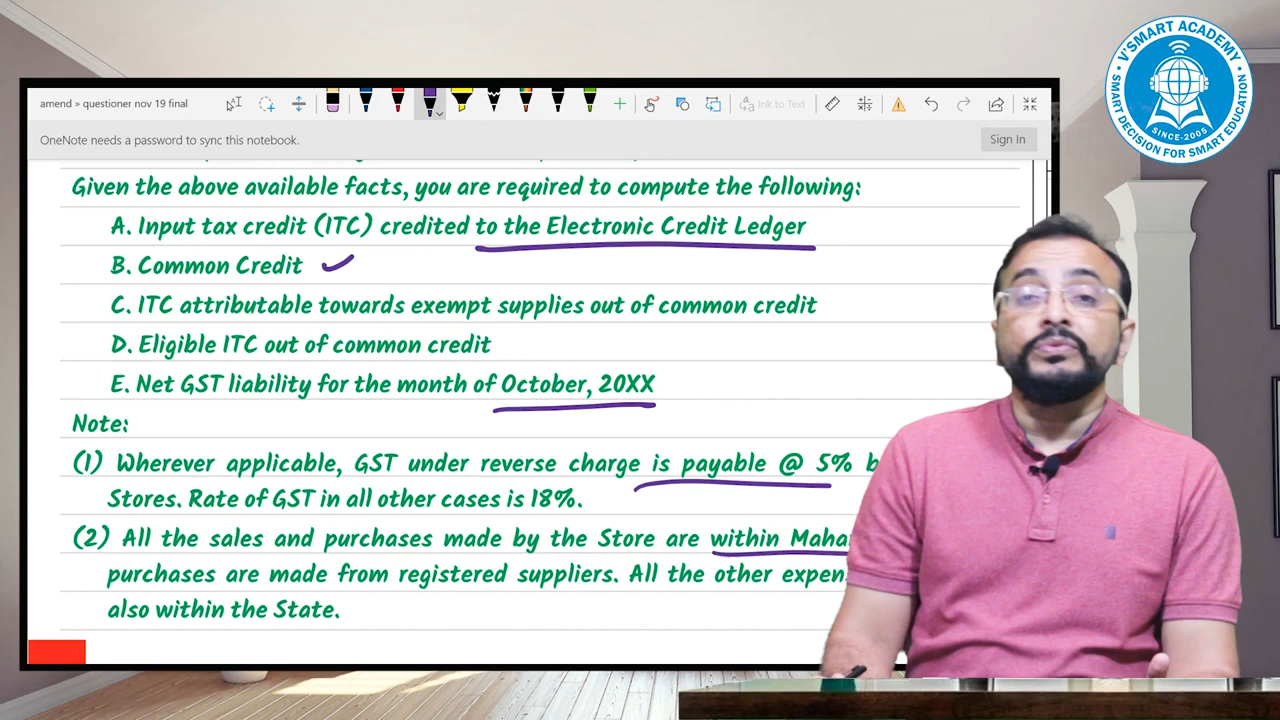 V'SMART ACADEMY
SMART DECISION FOR SMART EDUCATION
SINCE-2005
amend » questioner nov 19 final
Ink to Text
OneNote needs a password to sync this notebook.
Sign In
Given the above available facts, you are required to compute the following:
A. Input tax credit (ITC) credited to the Electronic Credit Ledger
B. Common Credit
C. ITC attributable towards exempt supplies out of common credit
D. Eligible ITC out of common credit
E. Net GST liability for the month of October, 20XX
Note:
(1) Wherever applicable, GST under reverse charge is payable @ 5% b
Stores. Rate of GST in all other cases is 18%.
(2) All the sales and purchases made by the Store are within Maha
purchases are made from registered suppliers. All the other expen
also within the State.